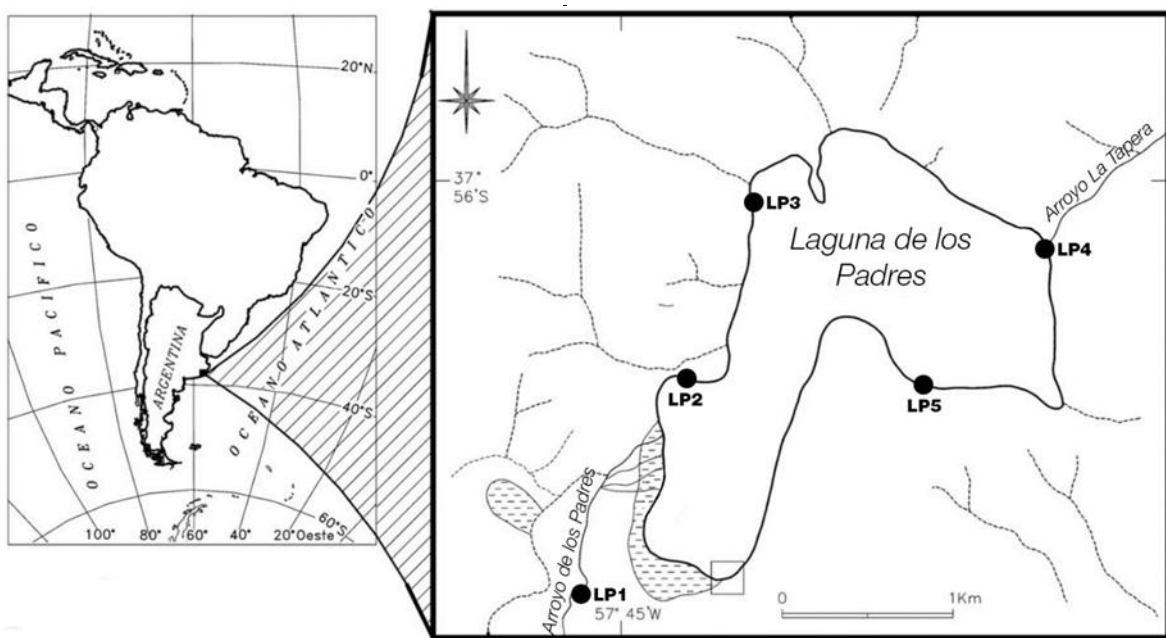 20°N
0°
20°S
40°S
60°S
100°
80°
60°
40°
20°Oeste
OCEANO PACIFICO
OCEANO ATLANTICO
ARGENTINA
37°
56'S
LP3
Laguna de los
Padres
Arroyo La Tapera
LP4
LP2
LP5
Arroyo de los Padres
LP1
57° 45'W
0
1Km